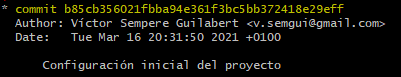 * commit b85cb356021fbba94e361f3bc5bb372418e29eff
Author: Víctor Sempere Guilabert <v.semgui@gmail.com>
Date: Tue Mar 16 20:31:50 2021 +0100
Configuración inicial del proyecto